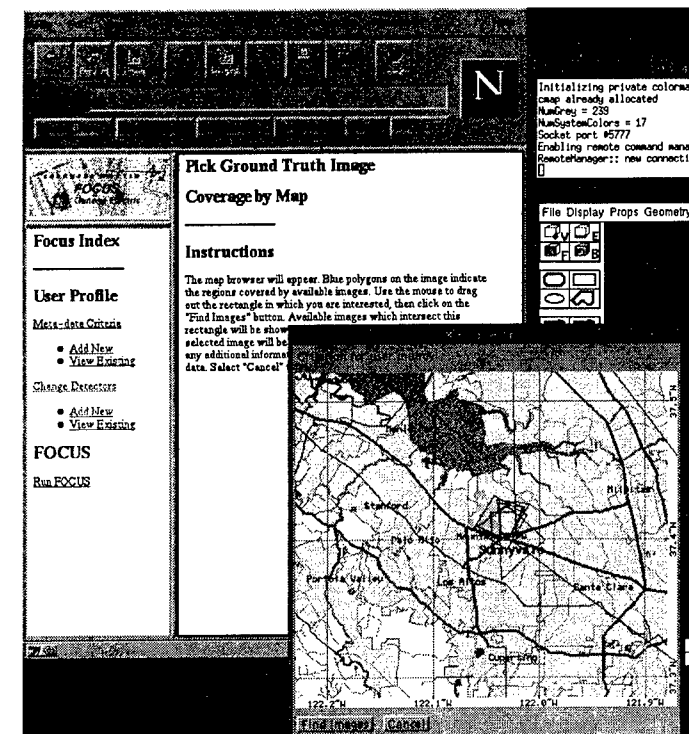 N
Initializing private colorma
cmap already allocated
NumGrey = 239
NumSystemColors = 17
Socket port #5777
Enabling remote command mana
RemoteManager:: new connecti
File Display Props Geometry
V E
F B
FOCUS
Focus Index
User Profile
Meta-data Criteria
Add New
View Existing
Change Detectors
Add New
View Existing
FOCUS
Run FOCUS
Pick Ground Truth Image
Coverage by Map
Instructions
The map browser will appear. Blue polygons on the image indicate
the regions covered by available images. Use the mouse to drag
out the rectangle in which you are interested, then click on the
"Find Images" button. Available images which intersect this
rectangle will be show
selected image will be
any additional informat
data. Select "Cancel"
37.5°N
Milpitas
Stanford
Palo Alto
37.4°N
Sunnyvale
Portola Valley
Los Altos
Santa Clara
Cupertino
37.3°N
122.2°W 122.1°W 122.0°W 121.9°W
Find Images Cancel